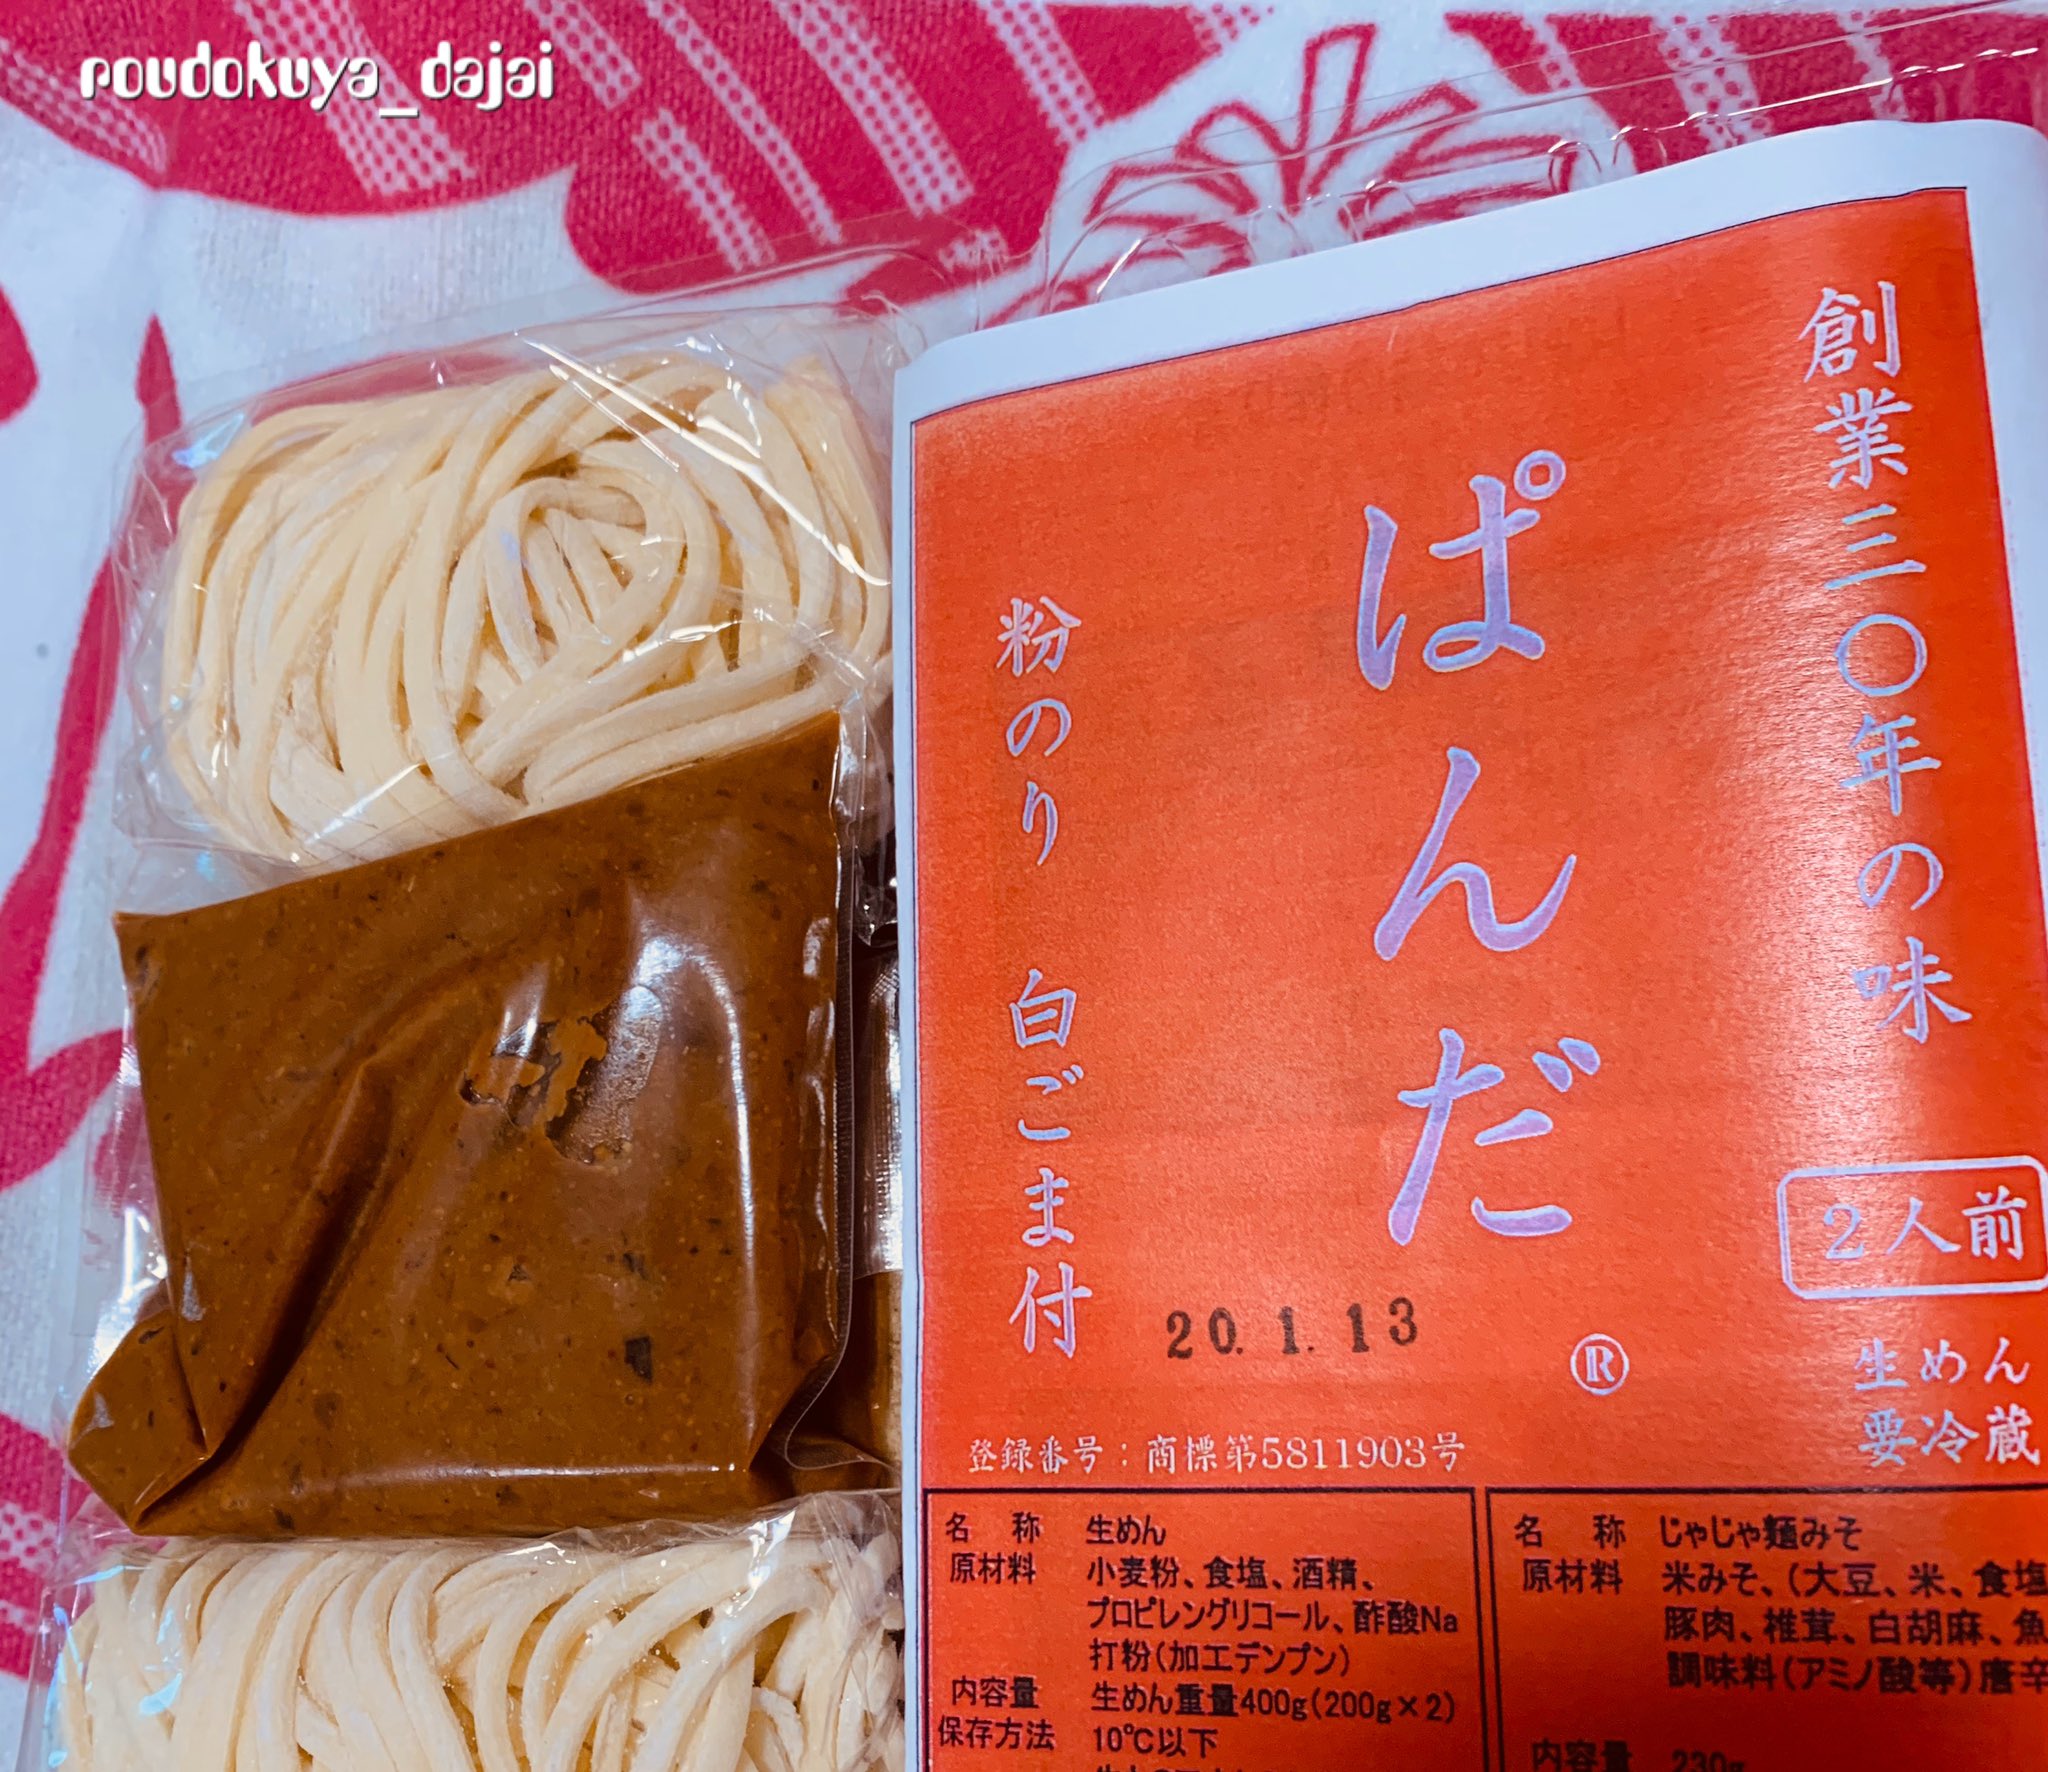 roudokuya_dajai
創業三〇年の味
ぱんだ
粉のり 白ごま付
2人前
20.1.13
®
生めん
要冷蔵
登録番号：商標第5811903号
名 称 生めん
原材料 小麦粉、食塩、酒精、
プロピレングリコール、酢酸Na
打粉（加工デンプン）
内容量 生めん重量400g（200g×2）
保存方法 10℃以下
名 称 じゃじゃ麺みそ
原材料 米みそ、（大豆、米、食塩
豚肉、椎茸、白胡麻、魚
調味料（アミノ酸等）唐辛
内容量 230g